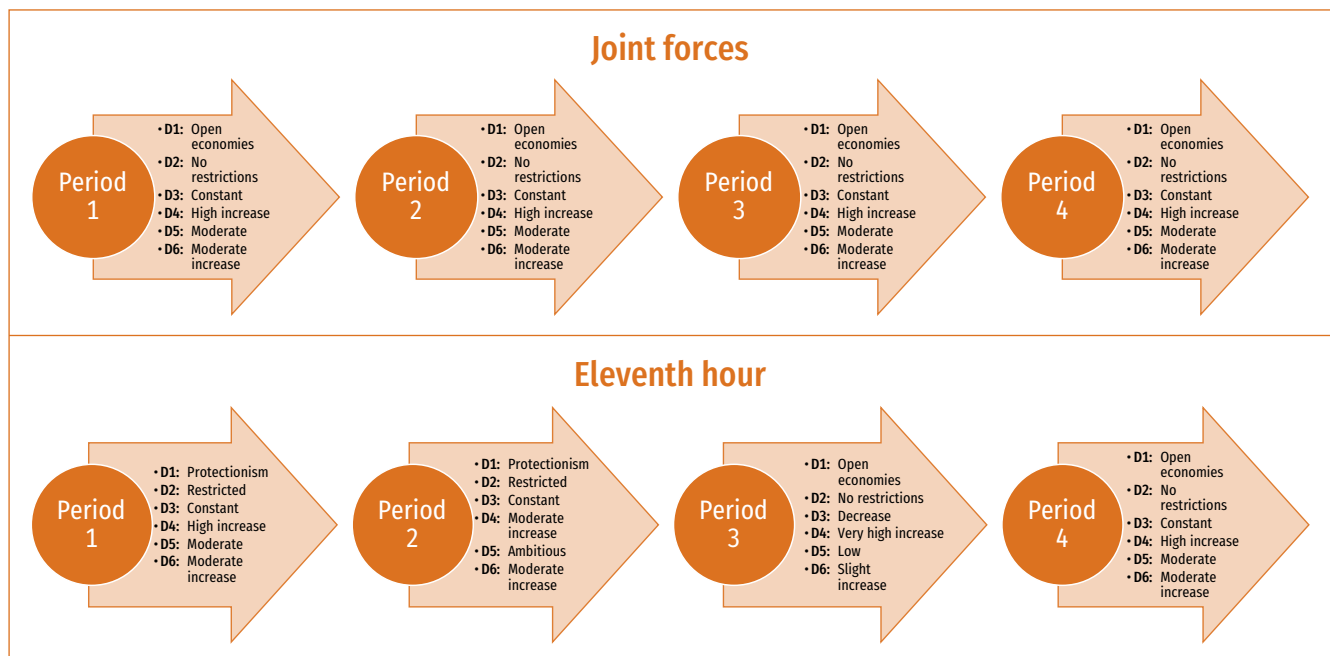 Joint forces
Period
1
• D1: Open
economies
• D2: No
restrictions
• D3: Constant
• D4: High increase
• D5: Moderate
• D6: Moderate
increase
Period
2
• D1: Open
economies
• D2: No
restrictions
• D3: Constant
• D4: High increase
• D5: Moderate
• D6: Moderate
increase
Period
3
• D1: Open
economies
• D2: No
restrictions
• D3: Constant
• D4: High increase
• D5: Moderate
• D6: Moderate
increase
Period
4
• D1: Open
economies
• D2: No
restrictions
• D3: Constant
• D4: High increase
• D5: Moderate
• D6: Moderate
increase
Eleventh hour
Period
1
• D1: Protectionism
• D2: Restricted
• D3: Constant
• D4: High increase
• D5: Moderate
• D6: Moderate
increase
Period
2
• D1: Protectionism
• D2: Restricted
• D3: Constant
• D4: Moderate
increase
• D5: Ambitious
• D6: Moderate
increase
Period
3
• D1: Open
economies
• D2: No restrictions
• D3: Decrease
• D4: Very high increase
• D5: Low
• D6: Slight
increase
Period
4
• D1: Open
economies
• D2: No
restrictions
• D3: Constant
• D4: High increase
• D5: Moderate
• D6: Moderate
increase